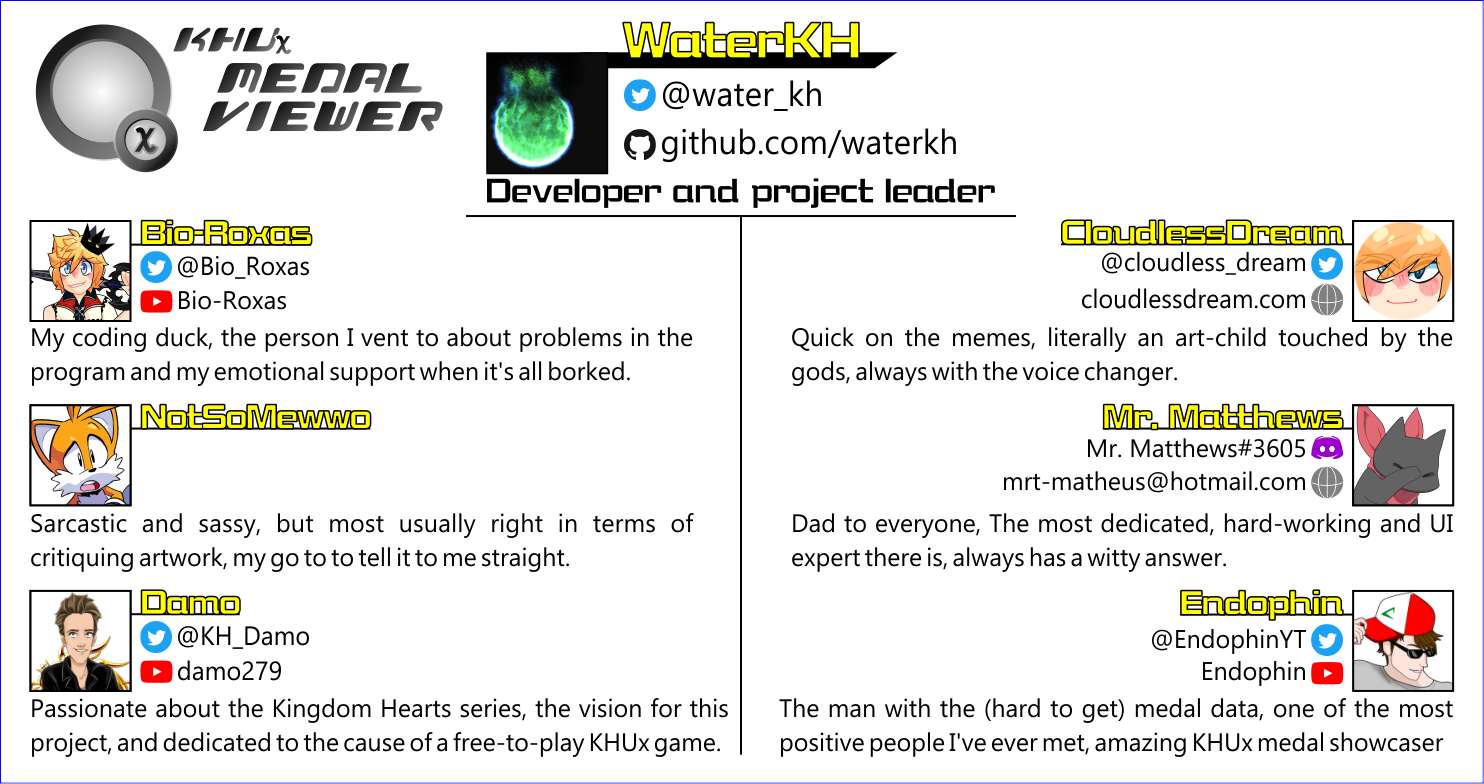 KHUχ
MEDAL
VIEWER
χ
WaterKH
@water_kh
github.com/waterkh
Developer and project leader
Bio-Roxas
@Bio_Roxas
Bio-Roxas
My coding duck, the person I vent to about problems in the
program and my emotional support when it's all borked.
NotSoMewwo
Sarcastic and sassy, but most usually right in terms of
critiquing artwork, my go to to tell it to me straight.
Damo
@KH_Damo
damo279
Passionate about the Kingdom Hearts series, the vision for this
project, and dedicated to the cause of a free-to-play KHUx game.
CloudlessDream
@cloudless_dream
cloudlessdream.com
Quick on the memes, literally an art-child touched by the
gods, always with the voice changer.
Mr. Matthews
Mr. Matthews#3605
mrt-matheus@hotmail.com
Dad to everyone, The most dedicated, hard-working and UI
expert there is, always has a witty answer.
Endophin
@EndophinYT
Endophin
The man with the (hard to get) medal data, one of the most
positive people I've ever met, amazing KHUx medal showcaser